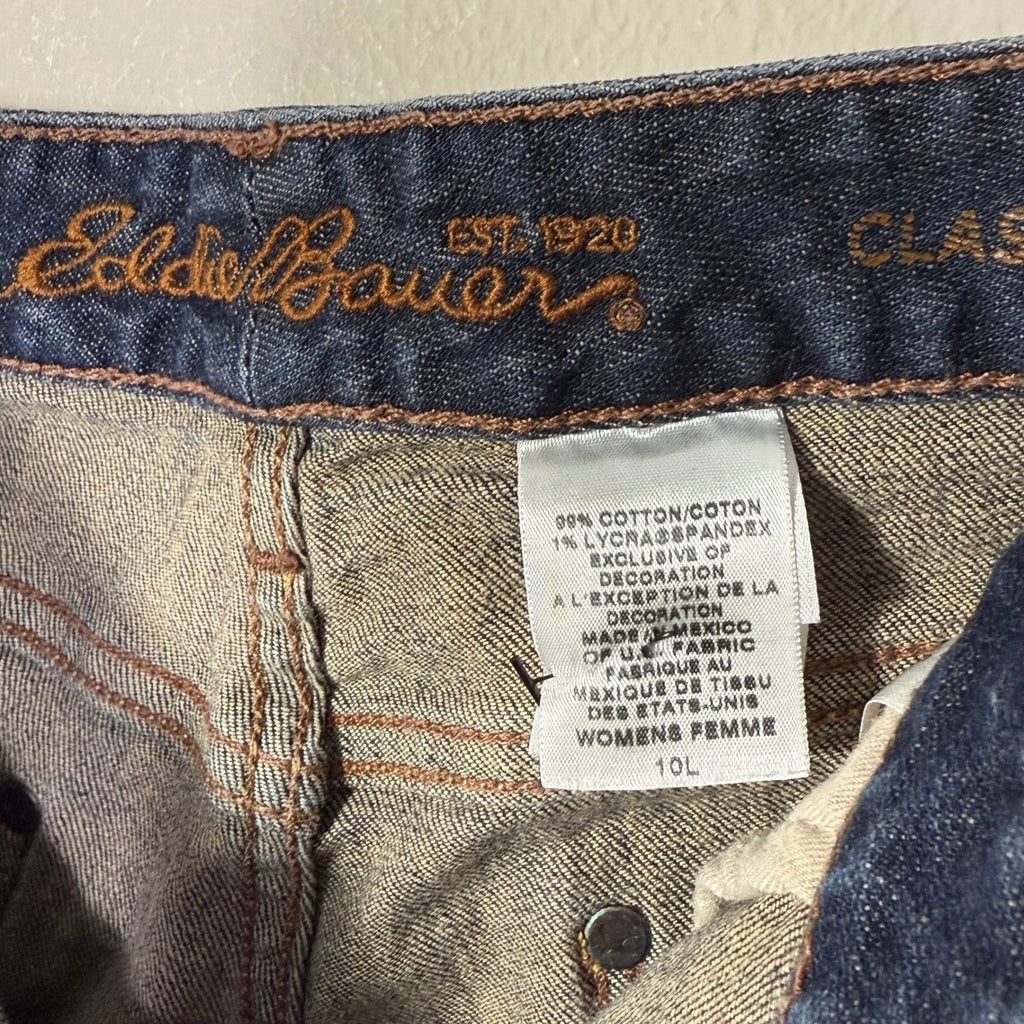 Eddie Bauer®
EST. 1920
CLAS
99% COTTON/COTON
1% LYCRA®SPANDEX
EXCLUSIVE OF
DECORATION
A L'EXCEPTION DE LA
DECORATION
MADE IN MEXICO
OF U.S. FABRIC
FABRIQUE AU
MEXIQUE DE TISSU
DES ETATS-UNIS
WOMENS FEMME
10L